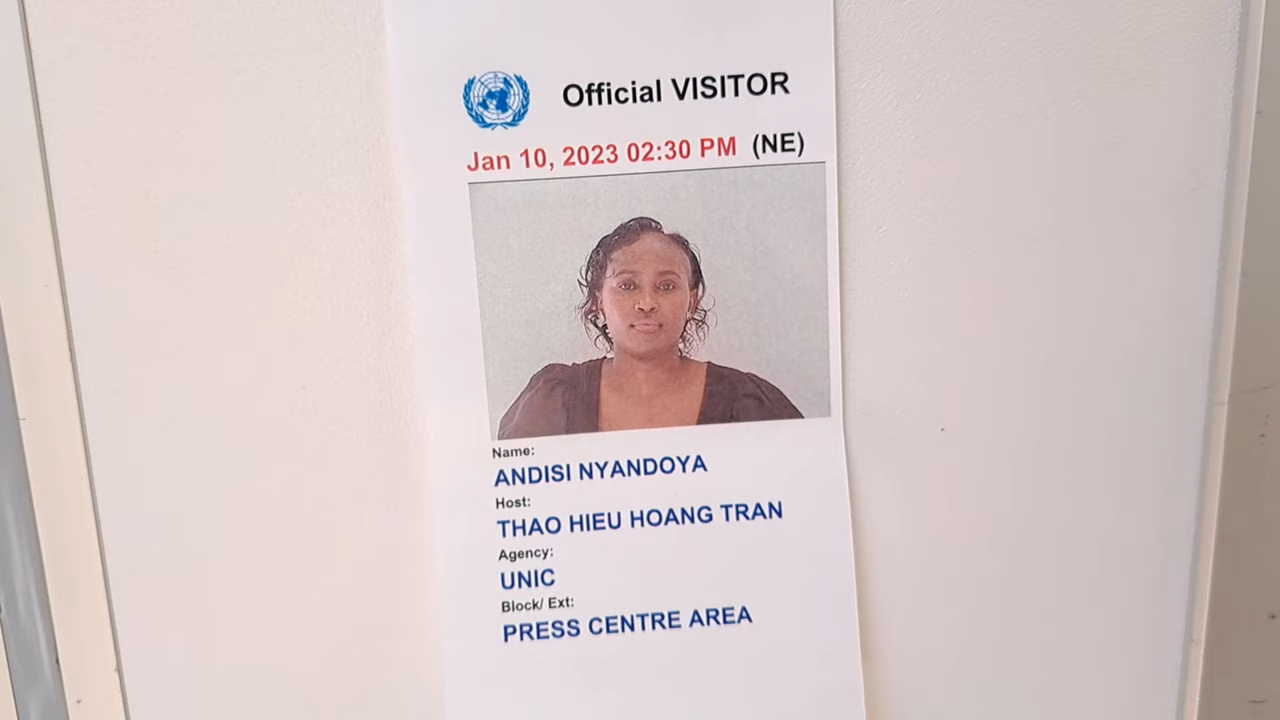 Official VISITOR
Jan 10, 2023 02:30 PM (NE)
Name:
ANDISI NYANDOYA
Host:
THAO HIEU HOANG TRAN
Agency:
UNIC
Block/ Ext:
PRESS CENTRE AREA